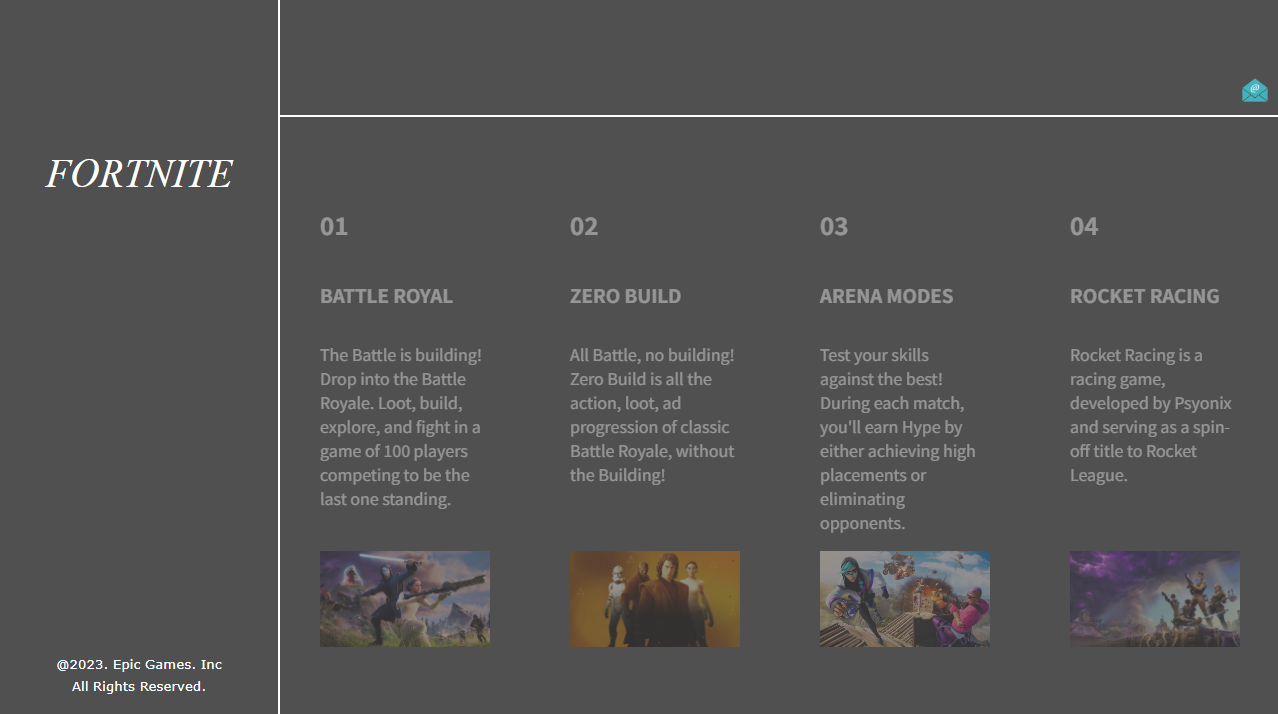 FORTNITE
@2023. Epic Games. Inc
All Rights Reserved.
@
01
BATTLE ROYAL
The Battle is building!
Drop into the Battle
Royale. Loot, build,
explore, and fight in a
game of 100 players
competing to be the
last one standing.
02
ZERO BUILD
All Battle, no building!
Zero Build is all the
action, loot, ad
progression of classic
Battle Royale, without
the Building!
03
ARENA MODES
Test your skills
against the best!
During each match,
you'll earn Hype by
either achieving high
placements or
eliminating
opponents.
04
ROCKET RACING
Rocket Racing is a
racing game,
developed by Psyonix
and serving as a spin-
off title to Rocket
League.